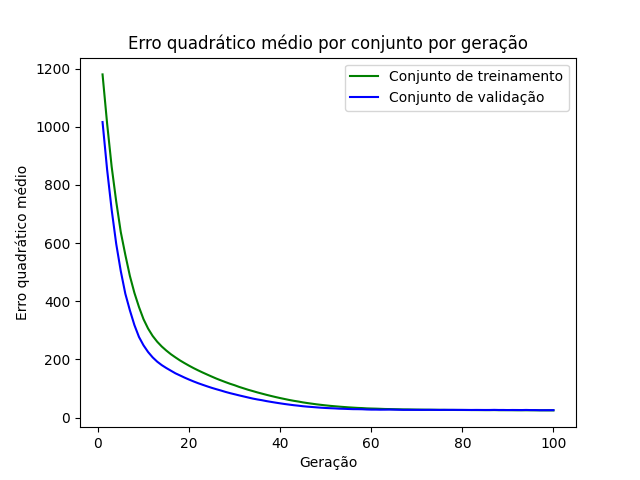 Erro quadrático médio por conjunto por geração
Conjunto de treinamento
Conjunto de validação
1200
1000
800
600
400
200
0
Erro quadrático médio
0 20 40 60 80 100
Geração